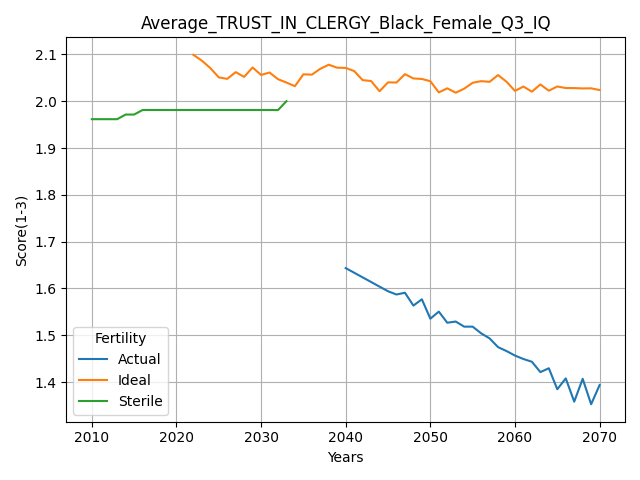 Average_TRUST_IN_CLERGY_Black_Female_Q3_IQ
2.1
2.0
1.9
1.8
1.7
1.6
1.5
1.4
Score(1-3)
Fertility
Actual
Ideal
Sterile
2010 2020 2030 2040 2050 2060 2070
Years